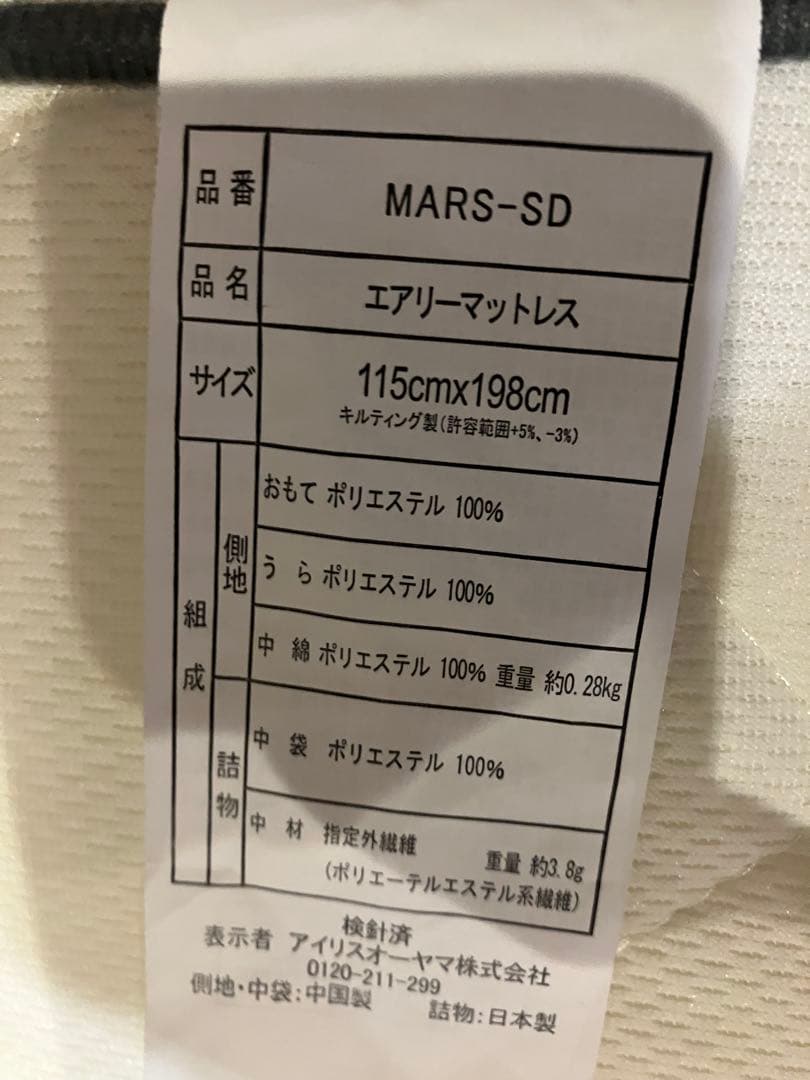 品番 MARS-SD
品名 エアリーマットレス
サイズ 115cmx198cm
キルティング製(許容範囲+5%、-3%)
組成
側地
おもて ポリエステル 100%
うら ポリエステル 100%
中綿 ポリエステル 100% 重量 約0.28kg
詰物
中袋 ポリエステル 100%
中材 指定外繊維 重量 約3.8g
(ポリエーテルエステル系繊維)
検針済
表示者 アイリスオーヤマ株式会社
0120-211-299
側地・中袋:中国製 詰物:日本製